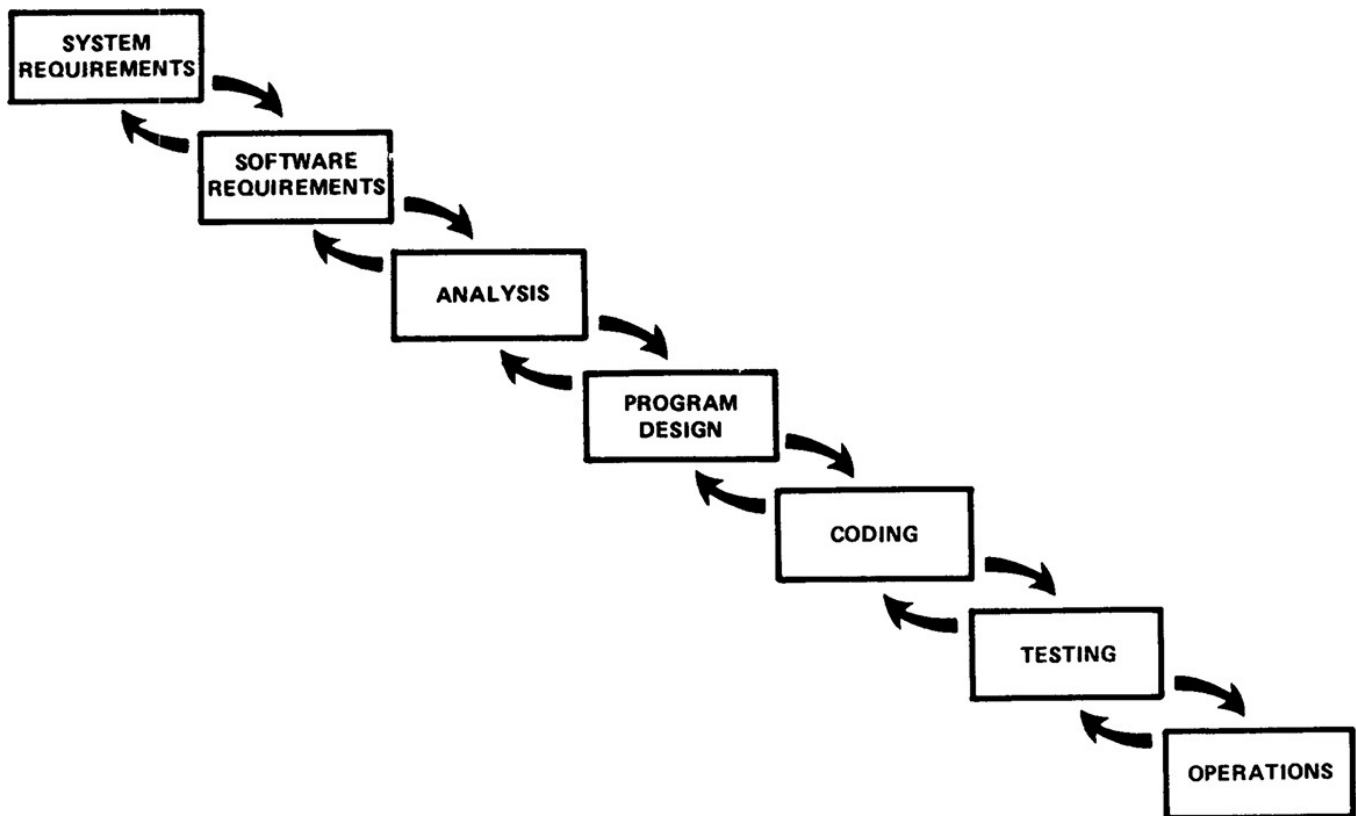 SYSTEM
REQUIREMENTS
SOFTWARE
REQUIREMENTS
ANALYSIS
PROGRAM
DESIGN
CODING
TESTING
OPERATIONS